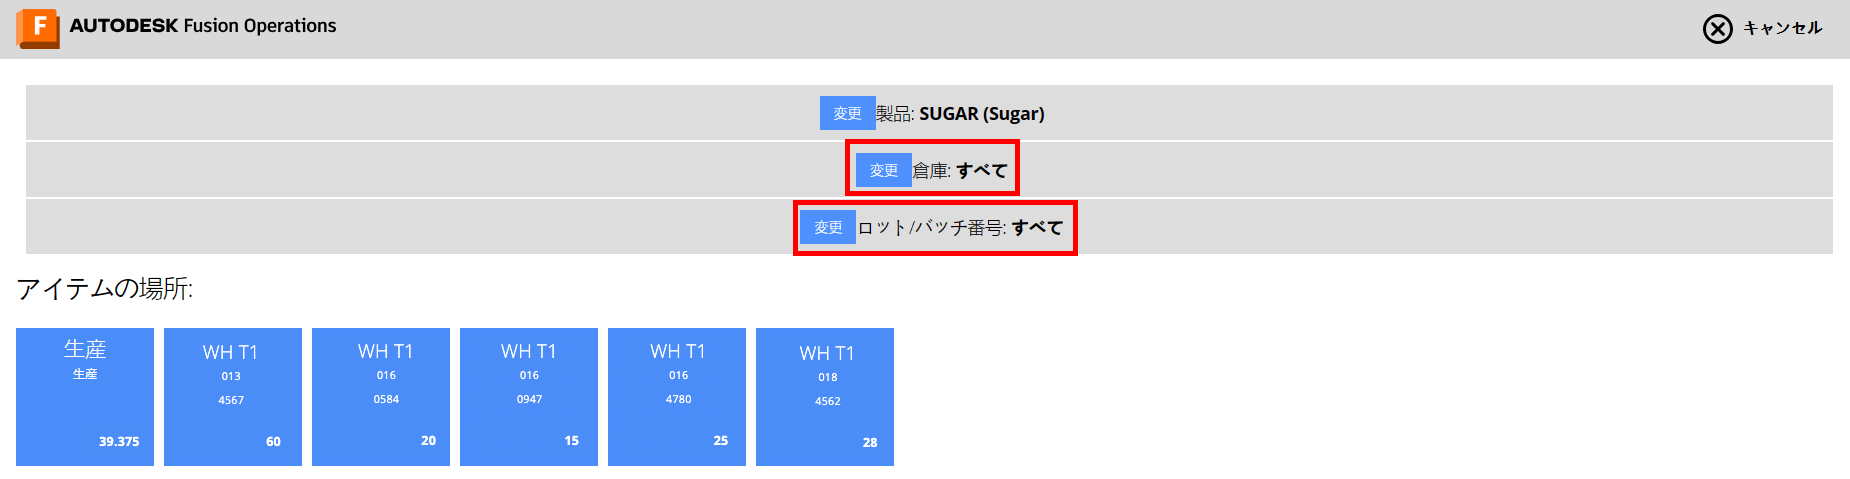 F AUTODESK Fusion Operations
キャンセル
変更 製品: SUGAR (Sugar)
変更 倉庫: すべて
変更 ロット/バッチ番号: すべて
アイテムの場所:
生産
生産
39.375
WH T1
013
4567
60
WH T1
016
0584
20
WH T1
016
0947
15
WH T1
016
4780
25
WH T1
018
4562
28